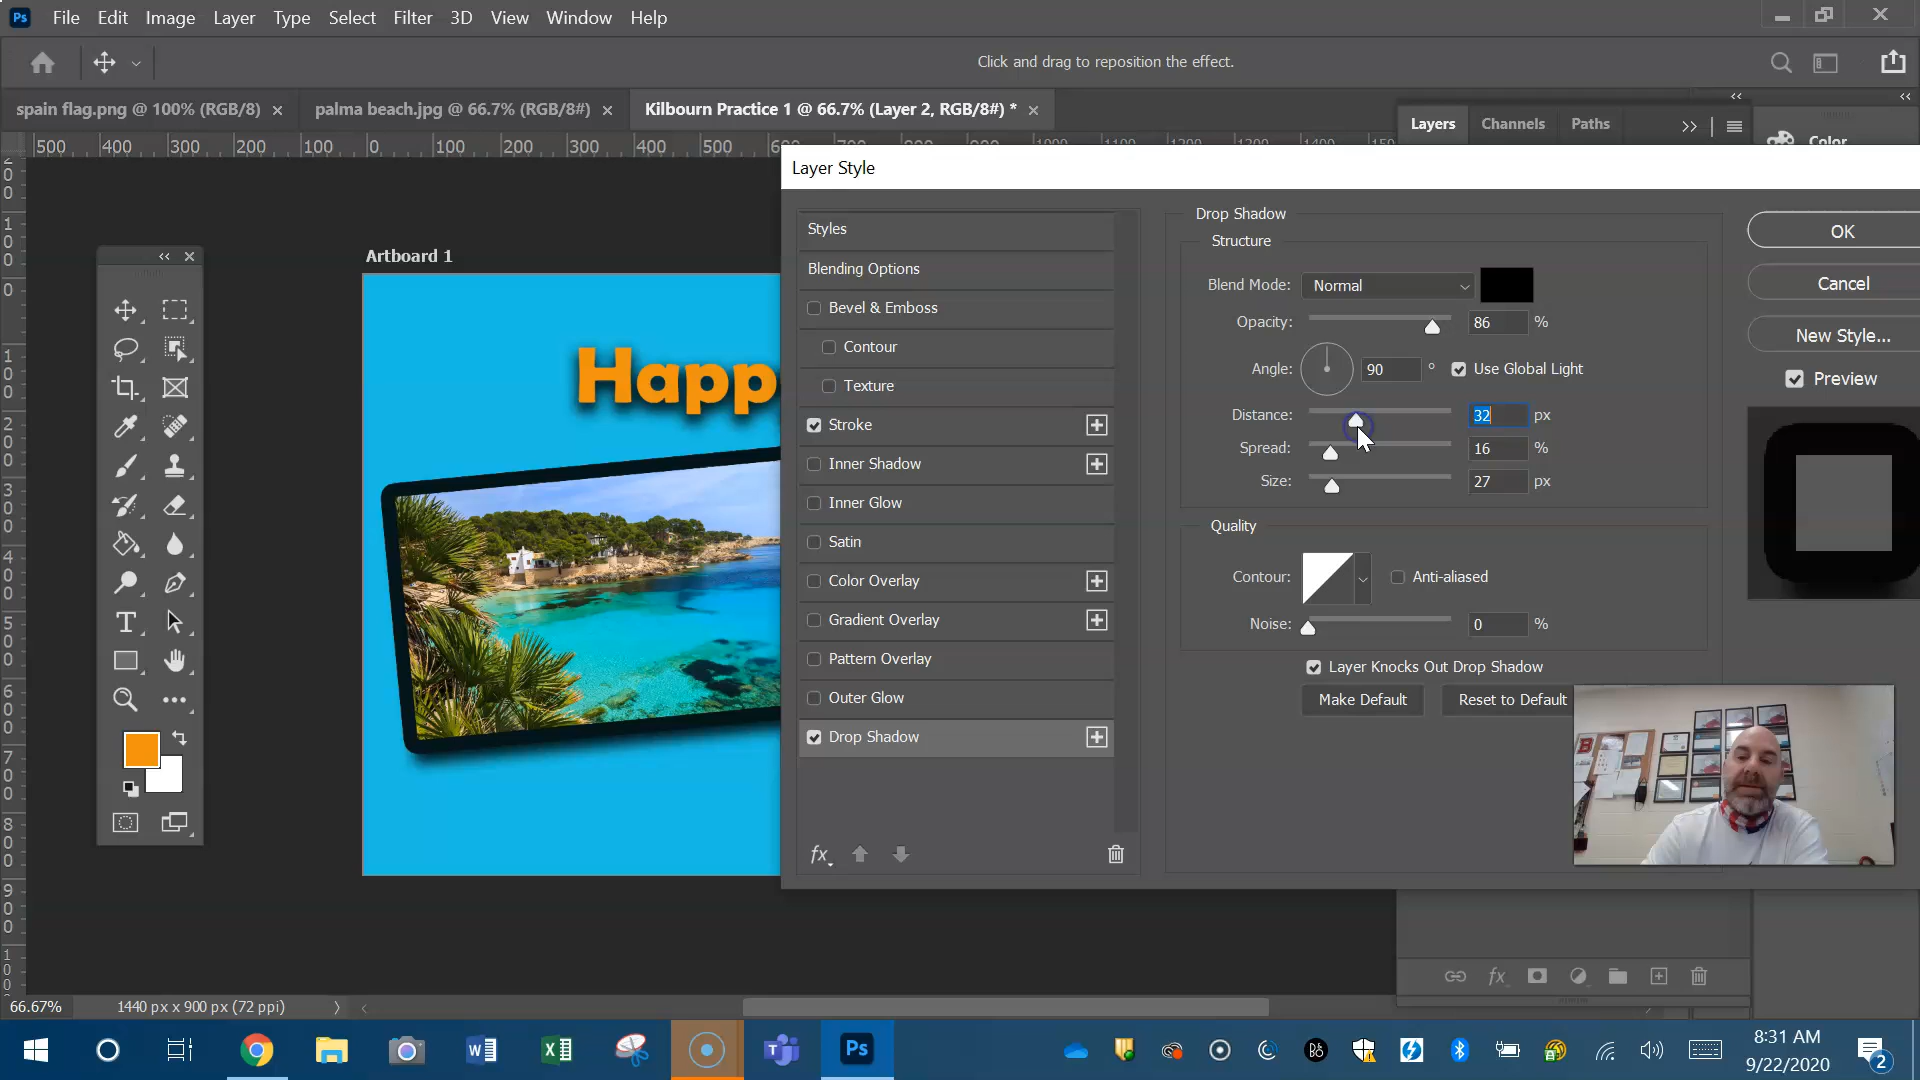 Ps File Edit Image Layer Type Select Filter 3D View Window Help
Click and drag to reposition the effect.
spain flag.png @ 100% (RGB/8) × palma beach.jpg @ 66.7% (RGB/8#) × Kilbourn Practice 1 @ 66.7% (Layer 2, RGB/8#) * ×
Layers Channels Paths
Color
500 400 300 200 100 0 100 200 300 400 500
Layer Style
Artboard 1
Happ
Styles
Blending Options
Bevel & Emboss
Contour
Texture
Stroke
Inner Shadow
Inner Glow
Satin
Color Overlay
Gradient Overlay
Pattern Overlay
Outer Glow
Drop Shadow
fx
Drop Shadow
Structure
Blend Mode: Normal
Opacity: 86 %
Angle: 90 ° Use Global Light
Distance: 32 px
Spread: 16 %
Size: 27 px
Quality
Contour: Anti-aliased
Noise: 0 %
Layer Knocks Out Drop Shadow
Make Default Reset to Default
OK
Cancel
New Style...
Preview
fx
66.67% 1440 px x 900 px (72 ppi)
Ps
8:31 AM
9/22/2020
2